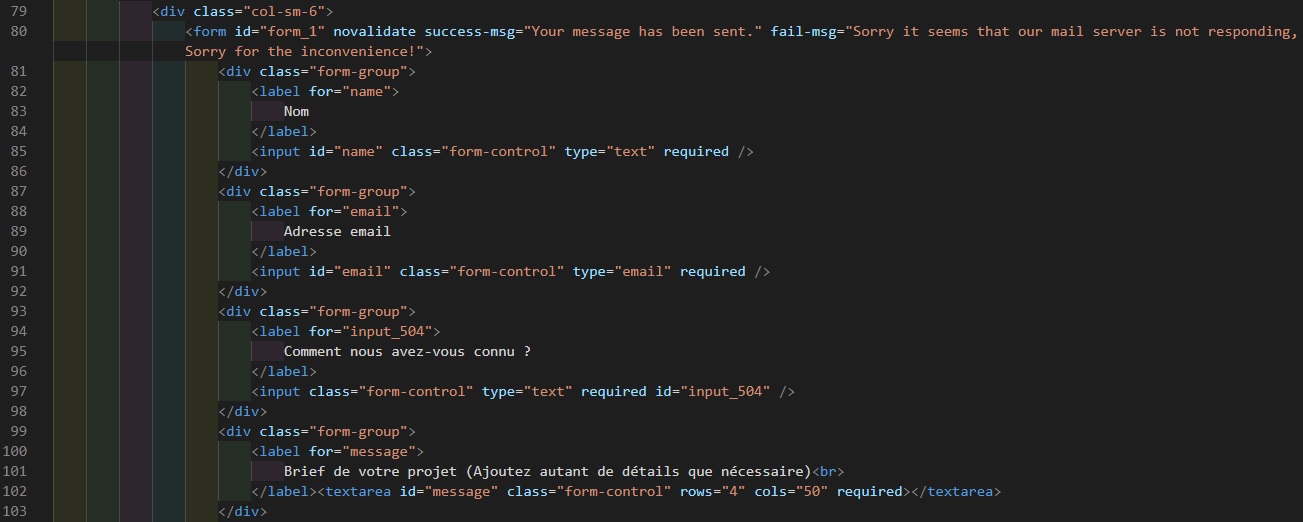 79 <div class="col-sm-6">
80 <form id="form_1" novalidate success-msg="Your message has been sent." fail-msg="Sorry it seems that our mail server is not responding,
Sorry for the inconvenience!">
81 <div class="form-group">
82 <label for="name">
83 Nom
84 </label>
85 <input id="name" class="form-control" type="text" required />
86 </div>
87 <div class="form-group">
88 <label for="email">
89 Adresse email
90 </label>
91 <input id="email" class="form-control" type="email" required />
92 </div>
93 <div class="form-group">
94 <label for="input_504">
95 Comment nous avez-vous connu ?
96 </label>
97 <input class="form-control" type="text" required id="input_504" />
98 </div>
99 <div class="form-group">
100 <label for="message">
101 Brief de votre projet (Ajoutez autant de détails que nécessaire)<br>
102 </label><textarea id="message" class="form-control" rows="4" cols="50" required></textarea>
103 </div>